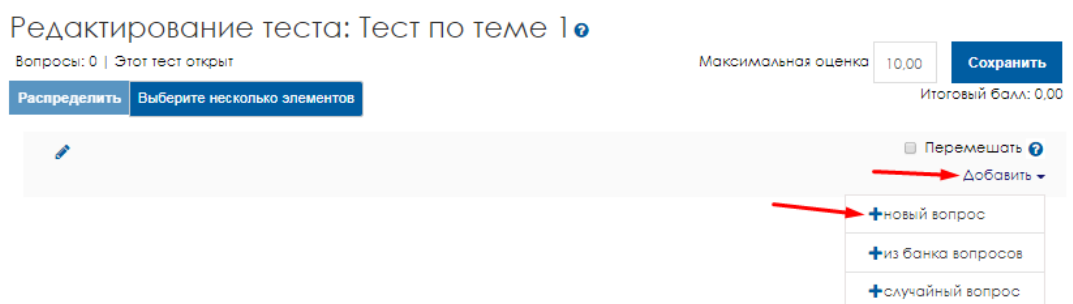 Редактирование теста: Тест по теме 1
Вопросы: 0 | Этот тест открыт
Максимальная оценка 10,00 Сохранить
Распределить Выберите несколько элементов
Итоговый балл: 0,00
Перемешать
Добавить
новый вопрос
из банка вопросов
случайный вопрос